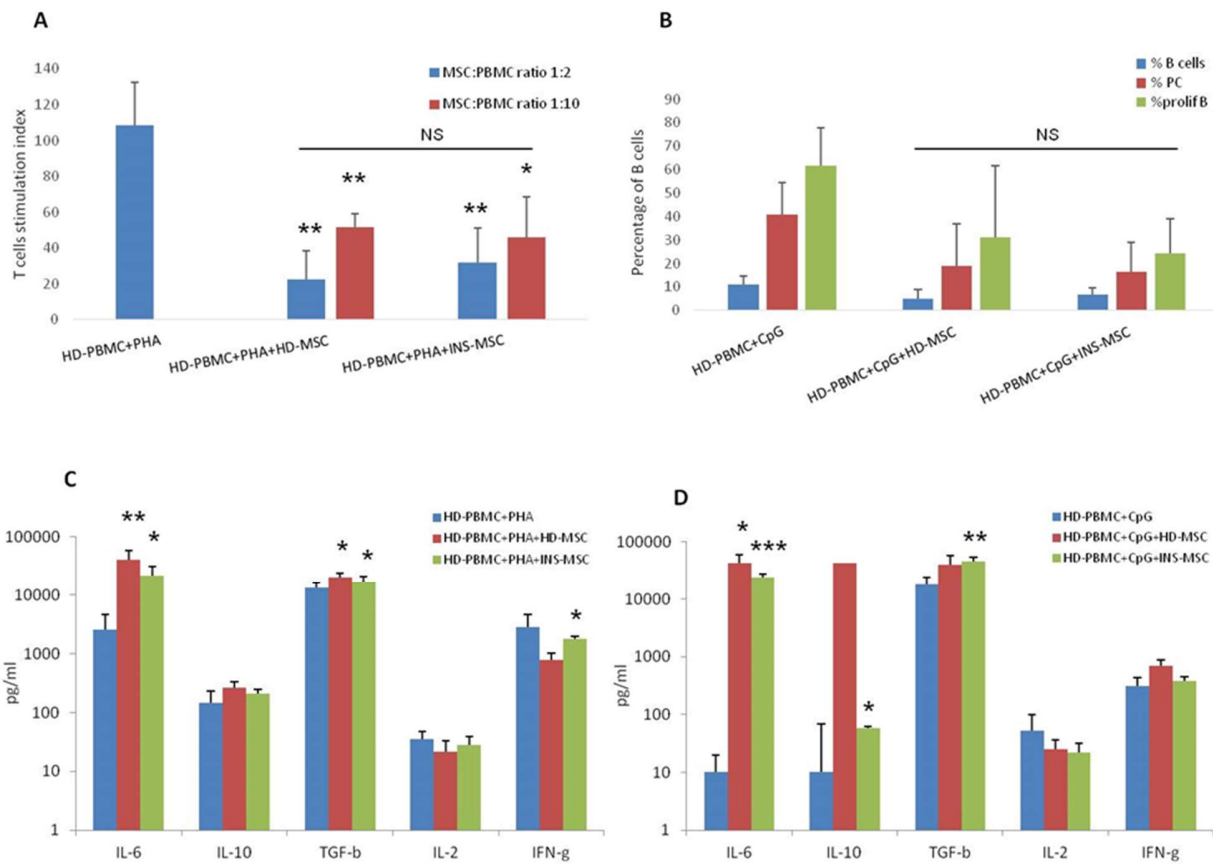 A
MSC:PBMC ratio 1:2
MSC:PBMC ratio 1:10
T cells stimulation index
140
120
100
80
60
40
20
0
NS
**
**
**
*
HD-PBMC+PHA
HD-PBMC+PHA+HD-MSC
HD-PBMC+PHA+INS-MSC
B
% B cells
% PC
%prolif B
Percentage of B cells
90
80
70
60
50
40
30
20
10
0
NS
HD-PBMC+CpG
HD-PBMC+CpG+HD-MSC
HD-PBMC+CpG+INS-MSC
C
HD-PBMC+PHA
HD-PBMC+PHA+HD-MSC
HD-PBMC+PHA+INS-MSC
pg/ml
100000
10000
1000
100
10
1
**
*
*
*
*
IL-6
IL-10
TGF-b
IL-2
IFN-g
D
HD-PBMC+CpG
HD-PBMC+CpG+HD-MSC
HD-PBMC+CpG+INS-MSC
pg/ml
100000
10000
1000
100
10
1
*
***
*
**
IL-6
IL-10
TGF-b
IL-2
IFN-g